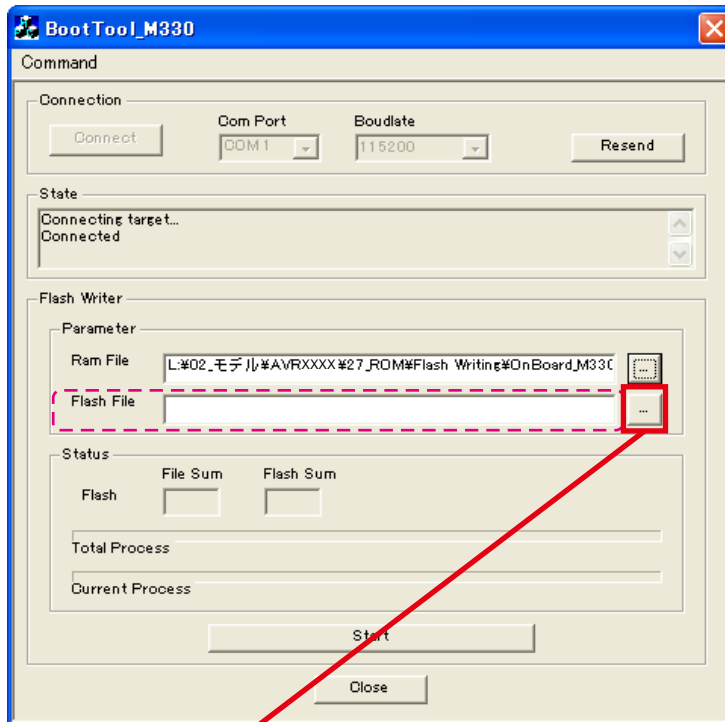 BootTool_M330
Command
Connection
Com Port Boudlate
Connect COM1 115200 Resend
State
Connecting target...
Connected
Flash Writer
Parameter
Ram File L:¥02_モデル¥AVRXXXX¥27_ROM¥Flash Writing¥OnBoard_M330 ...
Flash File ...
Status
File Sum Flash Sum
Flash
Total Process
Current Process
Start
Close